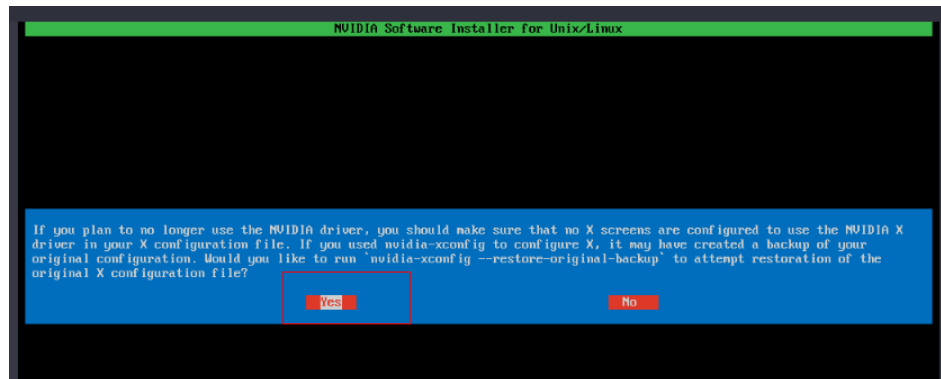 NVIDIA Software Installer for Unix/Linux
If you plan to no longer use the NVIDIA driver, you should make sure that no X screens are configured to use the NVIDIA X
driver in your X configuration file. If you used nvidia-xconfig to configure X, it may have created a backup of your
original configuration. Would you like to run `nvidia-xconfig --restore-original-backup` to attempt restoration of the
original X configuration file?
Yes No